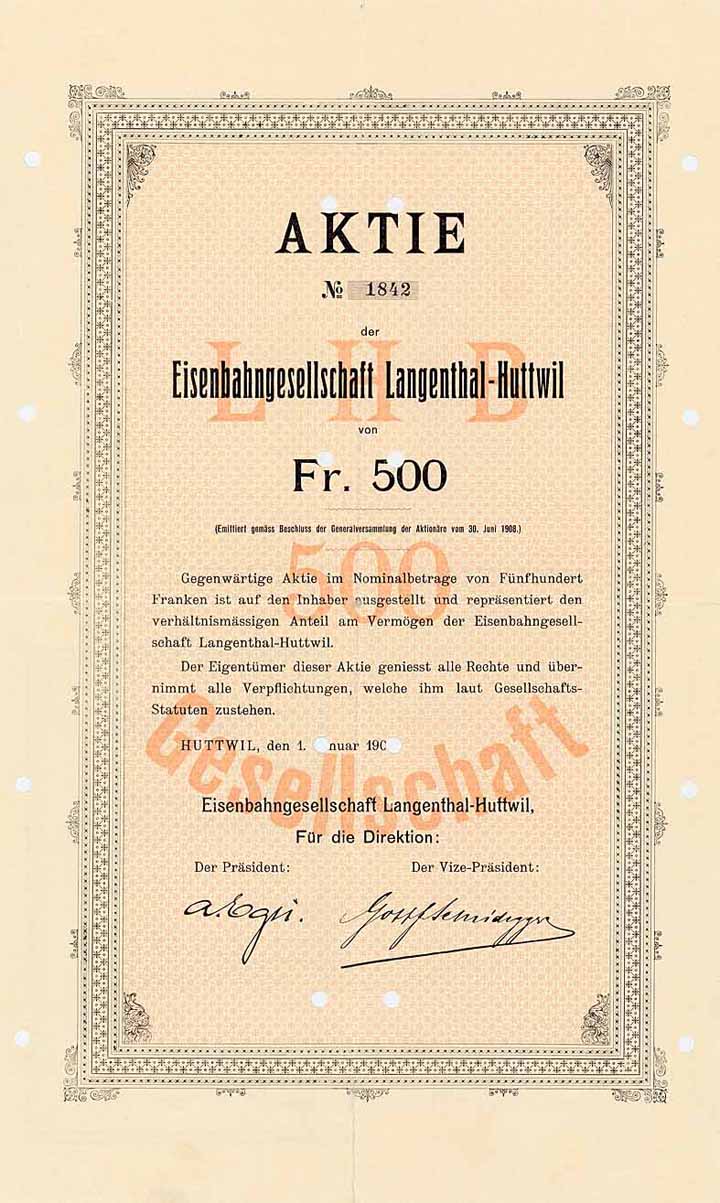 AKTIE
No 1842
der
L H B
Eisenbahngesellschaft Langenthal-Huttwil
von
Fr. 500
(Emittiert gemäss Beschluss der Generalversammlung der Aktionäre vom 30. Juni 1908.)
500
Gegenwärtige Aktie im Nominalbetrage von Fünfhundert
Franken ist auf den Inhaber ausgestellt und repräsentiert den
verhältnismässigen Anteil am Vermögen der Eisenbahngesell-
schaft Langenthal-Huttwil.
Der Eigentümer dieser Aktie geniesst alle Rechte und über-
nimmt alle Verpflichtungen, welche ihm laut Gesellschafts-
Statuten zustehen.
Gesellschaft
HUTTWIL, den 1. nuar 190
Eisenbahngesellschaft Langenthal-Huttwil,
Für die Direktion:
Der Präsident: Der Vize-Präsident: